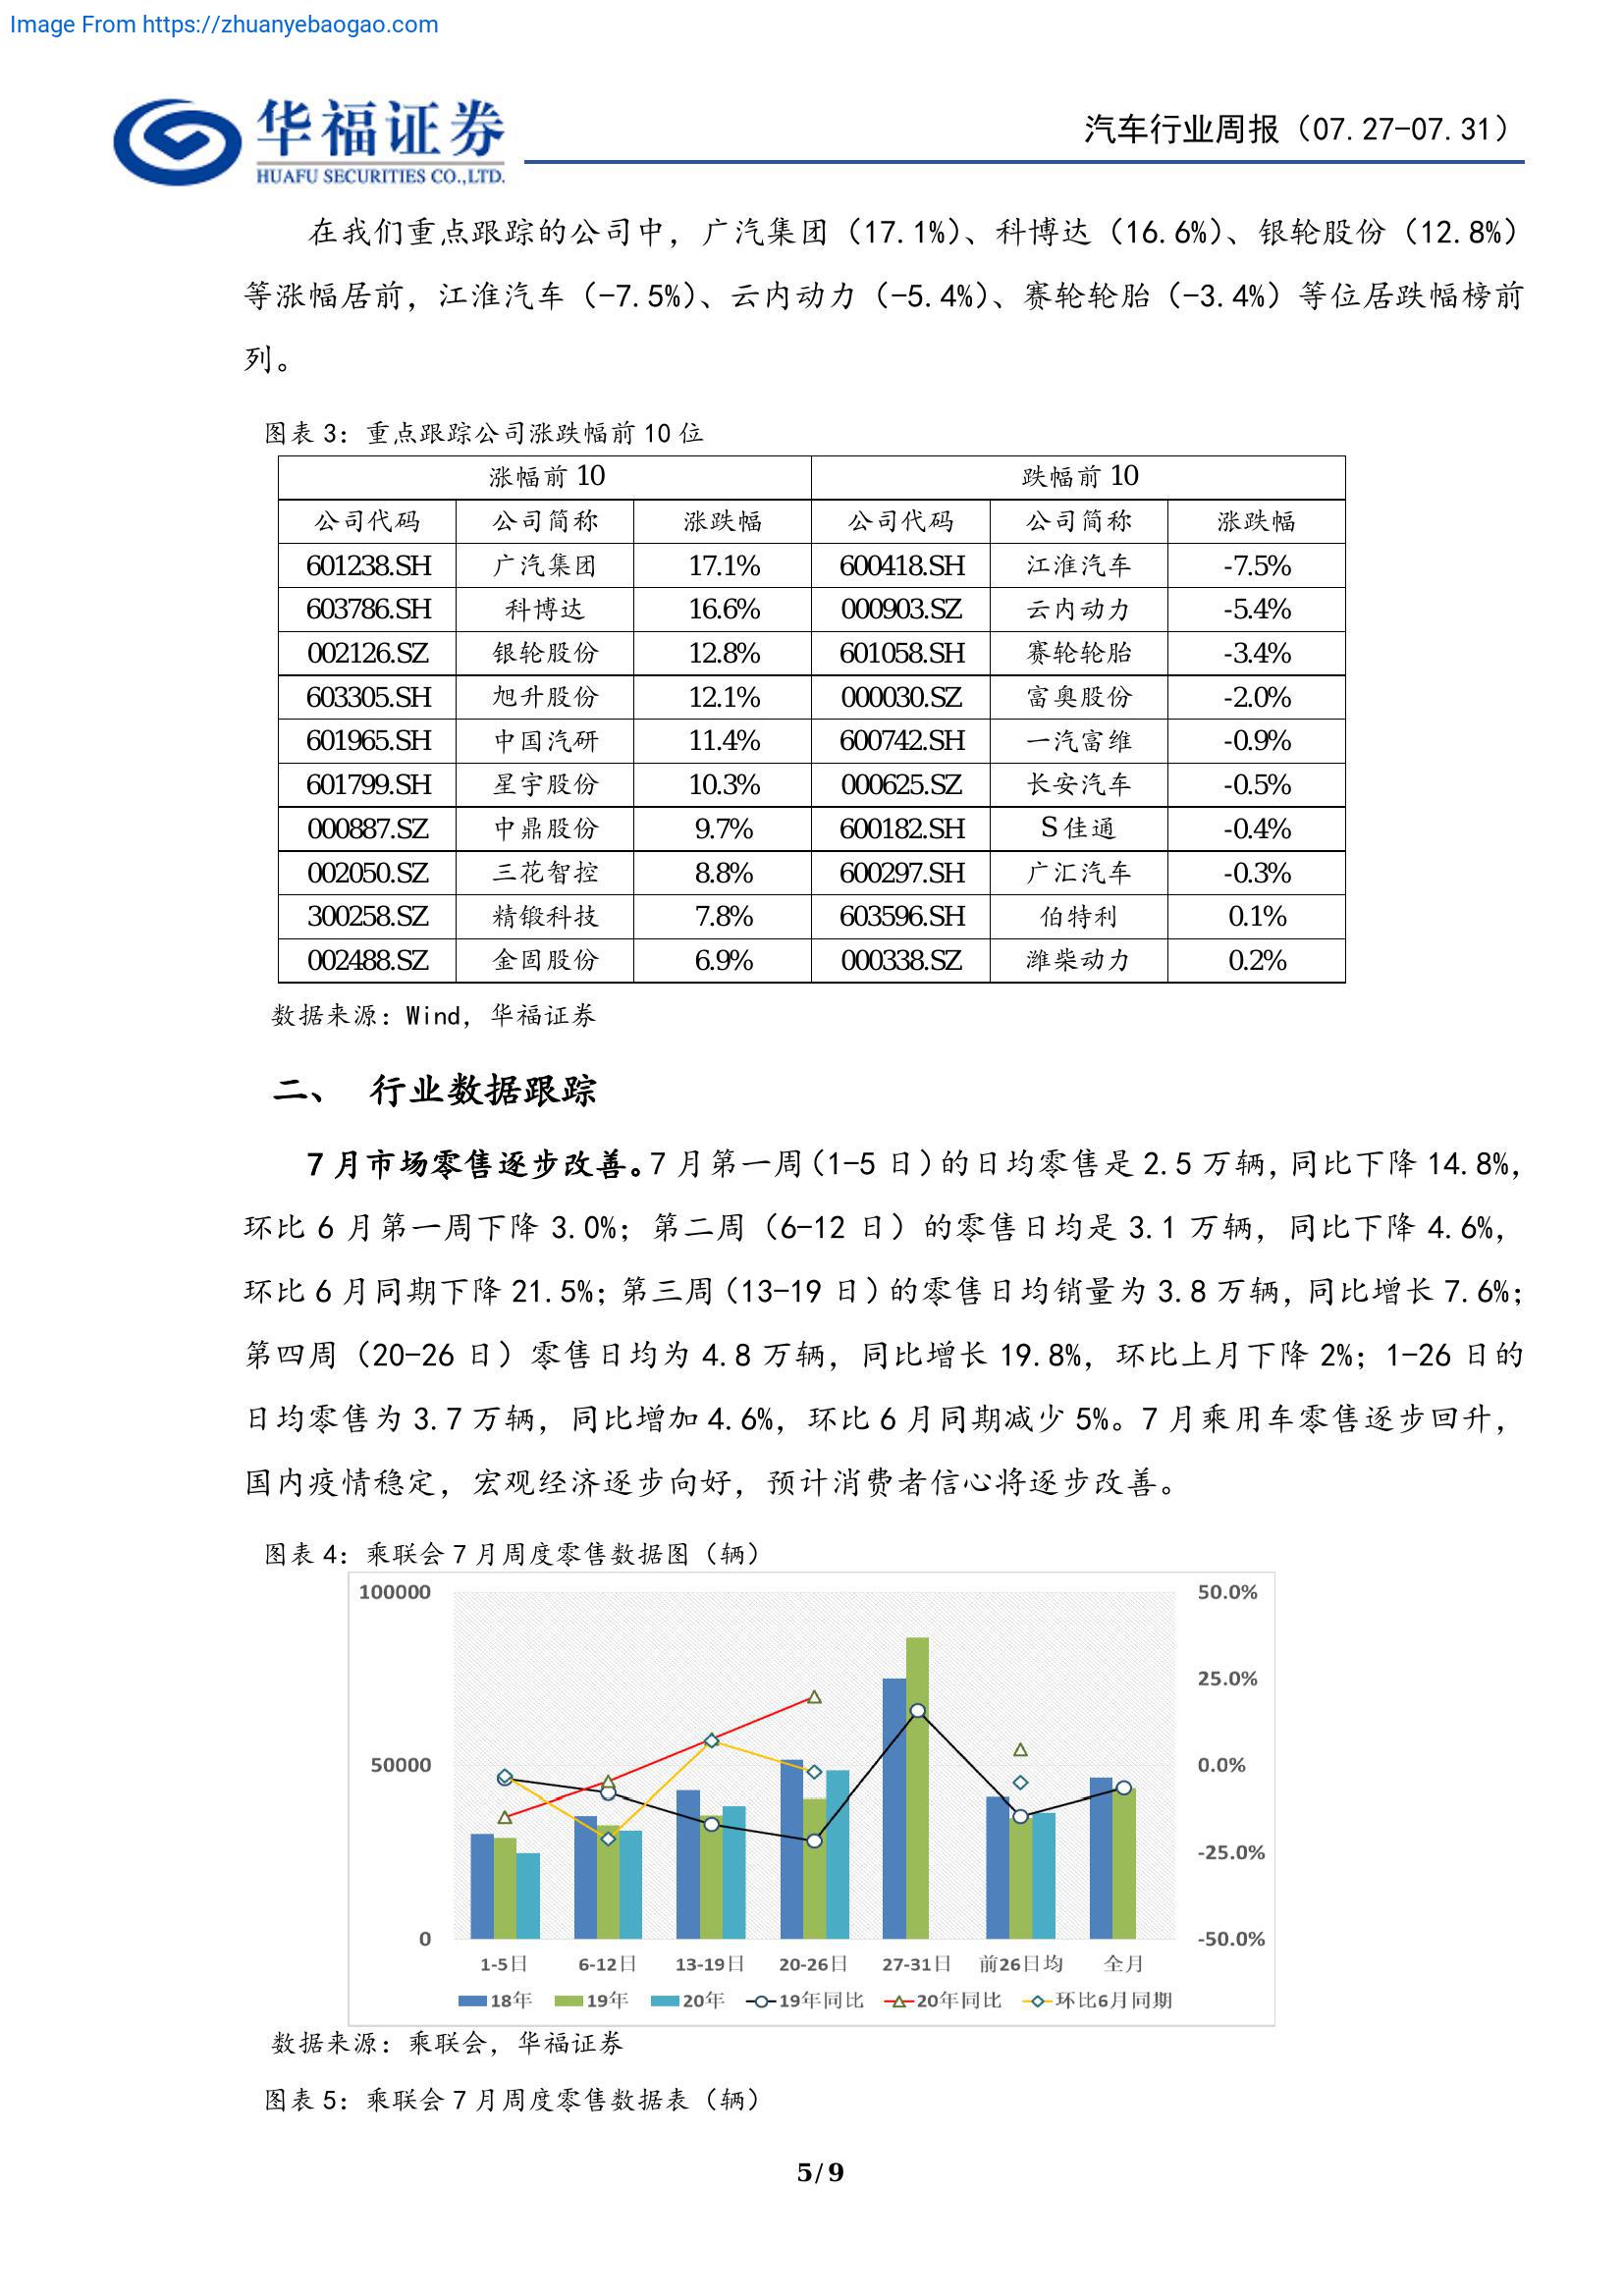 Image From https://zhuanyebaogao.com
华福证券
HUAFU SECURITIES CO.,LTD.
汽车行业周报（07.27-07.31）
在我们重点跟踪的公司中，广汽集团（17.1%）、科博达（16.6%）、银轮股份（12.8%）
等涨幅居前，江淮汽车（-7.5%）、云内动力（-5.4%）、赛轮轮胎（-3.4%）等位居跌幅榜前
列。
图表 3：重点跟踪公司涨跌幅前 10 位
涨幅前 10 跌幅前 10
公司代码 公司简称 涨跌幅 公司代码 公司简称 涨跌幅
601238.SH 广汽集团 17.1% 600418.SH 江淮汽车 -7.5%
603786.SH 科博达 16.6% 000903.SZ 云内动力 -5.4%
002126.SZ 银轮股份 12.8% 601058.SH 赛轮轮胎 -3.4%
603305.SH 旭升股份 12.1% 000030.SZ 富奥股份 -2.0%
601965.SH 中国汽研 11.4% 600742.SH 一汽富维 -0.9%
601799.SH 星宇股份 10.3% 000625.SZ 长安汽车 -0.5%
000887.SZ 中鼎股份 9.7% 600182.SH S 佳通 -0.4%
002050.SZ 三花智控 8.8% 600297.SH 广汇汽车 -0.3%
300258.SZ 精锻科技 7.8% 603596.SH 伯特利 0.1%
002488.SZ 金固股份 6.9% 000338.SZ 潍柴动力 0.2%
数据来源：Wind，华福证券
二、 行业数据跟踪
7 月市场零售逐步改善。7 月第一周（1-5 日）的日均零售是 2.5 万辆，同比下降 14.8%，
环比 6 月第一周下降 3.0%；第二周（6-12 日）的零售日均是 3.1 万辆，同比下降 4.6%，
环比 6 月同期下降 21.5%；第三周（13-19 日）的零售日均销量为 3.8 万辆，同比增长 7.6%；
第四周（20-26 日）零售日均为 4.8 万辆，同比增长 19.8%，环比上月下降 2%；1-26 日的
日均零售为 3.7 万辆，同比增加 4.6%，环比 6 月同期减少 5%。7 月乘用车零售逐步回升，
国内疫情稳定，宏观经济逐步向好，预计消费者信心将逐步改善。
图表 4：乘联会 7 月周度零售数据图（辆）
100000 50.0%
25.0%
50000 0.0%
-25.0%
0 -50.0%
1-5日 6-12日 13-19日 20-26日 27-31日 前26日均 全月
18年 19年 20年 19年同比 20年同比 环比6月同期
数据来源：乘联会，华福证券
图表 5：乘联会 7 月周度零售数据表（辆）
5/9